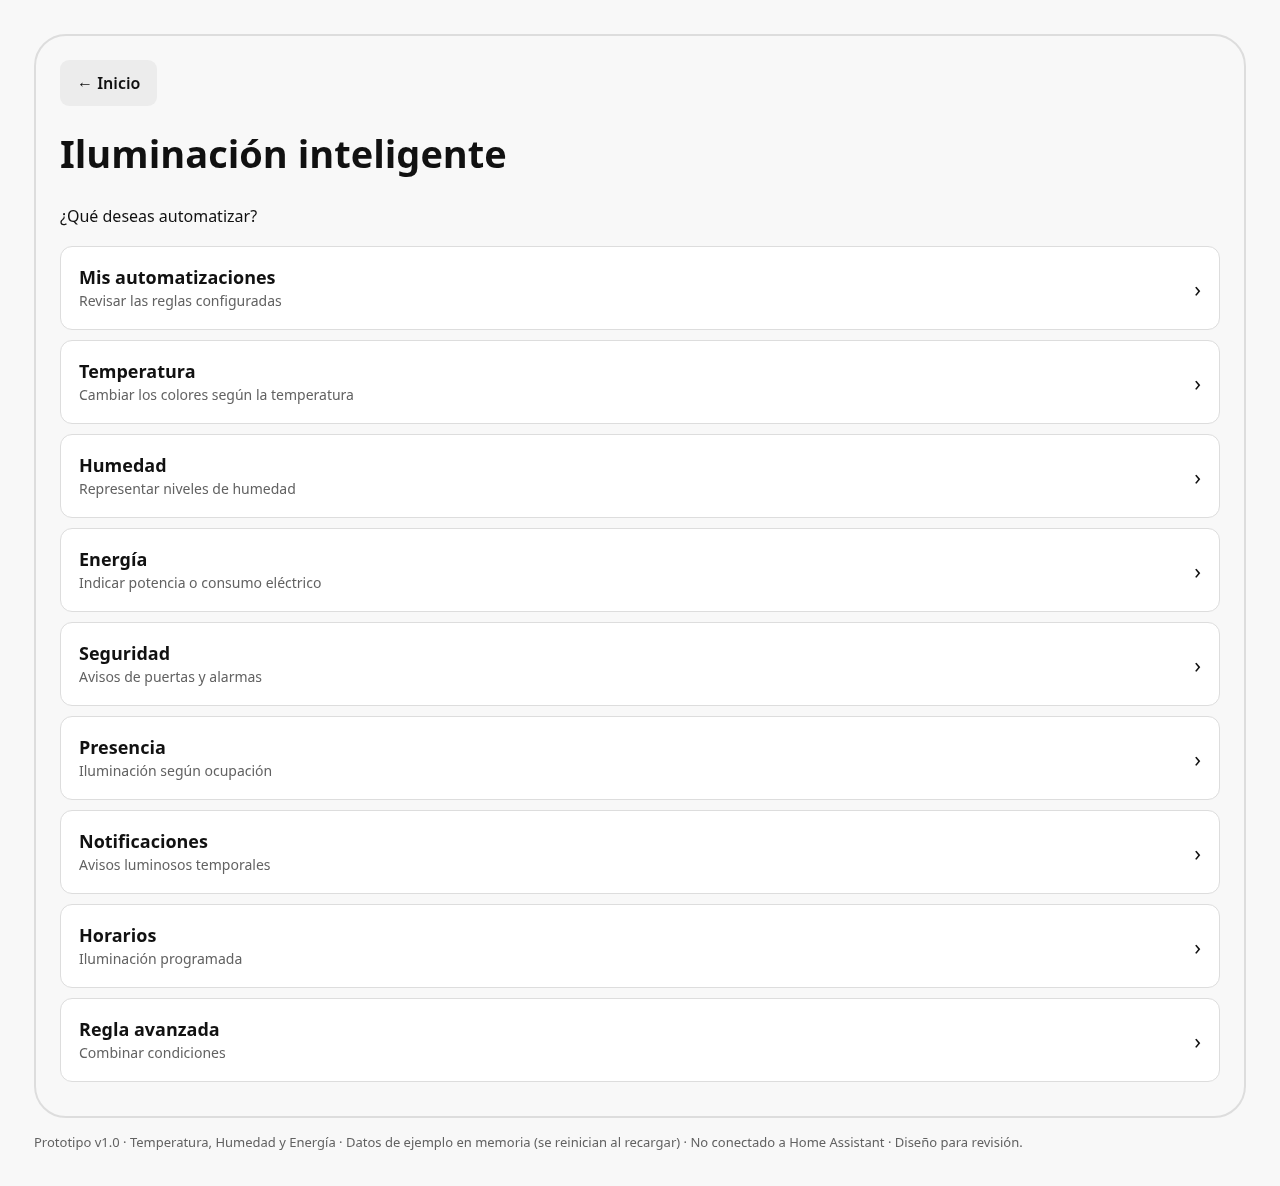 ← Inicio
Iluminación inteligente
¿Qué deseas automatizar?
Mis automatizaciones
Revisar las reglas configuradas
›
Temperatura
Cambiar los colores según la temperatura
›
Humedad
Representar niveles de humedad
›
Energía
Indicar potencia o consumo eléctrico
›
Seguridad
Avisos de puertas y alarmas
›
Presencia
Iluminación según ocupación
›
Notificaciones
Avisos luminosos temporales
›
Horarios
Iluminación programada
›
Regla avanzada
Combinar condiciones
›
Prototipo v1.0 · Temperatura, Humedad y Energía · Datos de ejemplo en memoria (se reinician al recargar) · No conectado a Home Assistant · Diseño para revisión.